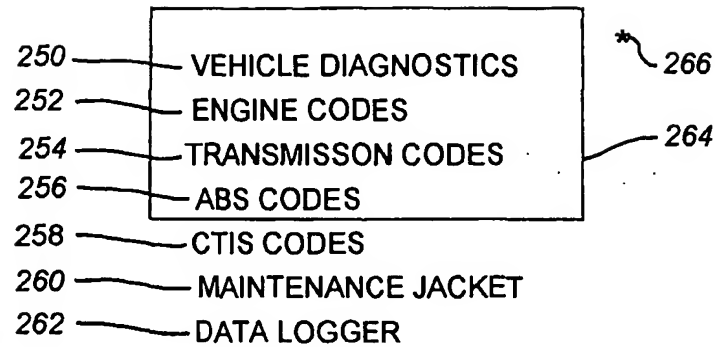 250 VEHICLE DIAGNOSTICS * 266
252 ENGINE CODES
254 TRANSMISSON CODES 264
256 ABS CODES
258 CTIS CODES
260 MAINTENANCE JACKET
262 DATA LOGGER